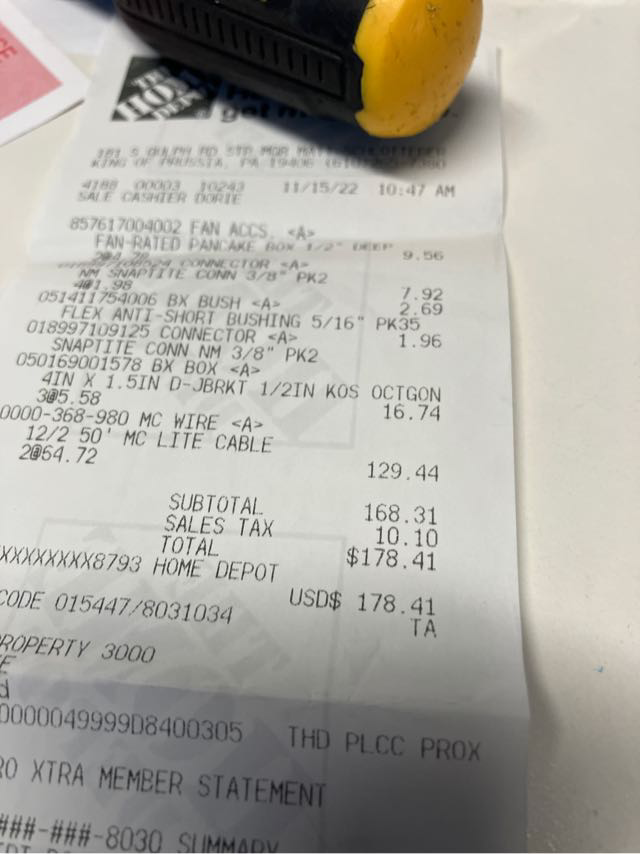 THE
HOME
DEPOT
KING OF PRUSSIA, PA 19406
4188 00003 10243 11/15/22 10:47 AM
SALE CASHIER DORIE
857617004002 FAN ACCS. <A>
FAN-RATED PANCAKE BOX 1/2" DEEP
9.56
CONNECTOR <A>
NM SNAPTITE CONN 3/8" PK2
4@1.98 7.92
051411754006 BX BUSH <A> 2.69
FLEX ANTI-SHORT BUSHING 5/16" PK35
018997109125 CONNECTOR <A> 1.96
SNAPTITE CONN NM 3/8" PK2
050169001578 BX BOX <A>
4IN X 1.5IN D-JBRKT 1/2IN KOS OCTGON
3@5.58 16.74
0000-368-980 MC WIRE <A>
12/2 50' MC LITE CABLE
2@64.72 129.44
SUBTOTAL 168.31
SALES TAX 10.10
TOTAL $178.41
XXXXXXXX8793 HOME DEPOT
USD$ 178.41
CODE 015447/8031034 TA
ROPERTY 3000
E
d
0000049999D8400305 THD PLCC PROX
RO XTRA MEMBER STATEMENT
###-###-8030 SUMMARY